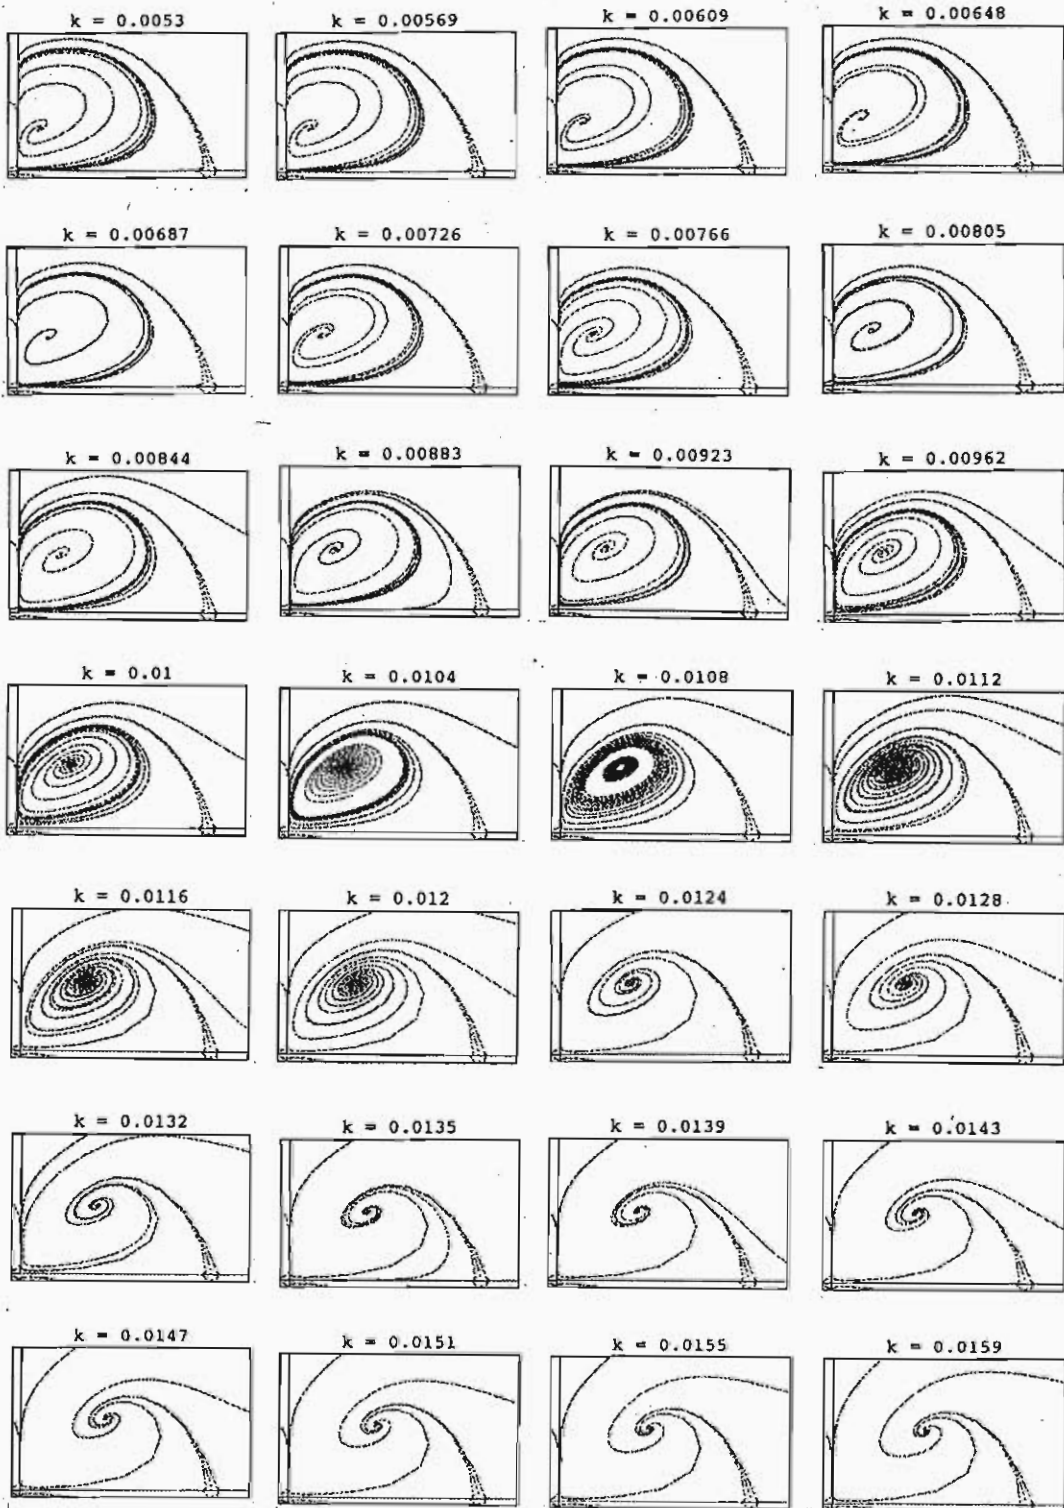 k = 0.0053
k = 0.00569
k = 0.00609
k = 0.00648
k = 0.00687
k = 0.00726
k = 0.00766
k = 0.00805
k = 0.00844
k = 0.00883
k = 0.00923
k = 0.00962
k = 0.01
k = 0.0104
k = 0.0108
k = 0.0112
k = 0.0116
k = 0.012
k = 0.0124
k = 0.0128
k = 0.0132
k = 0.0135
k = 0.0139
k = 0.0143
k = 0.0147
k = 0.0151
k = 0.0155
k = 0.0159